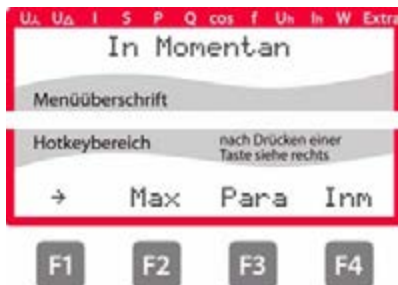 U⅄ U△ I S P Q cos f Uh Ih W Extra
In Momentan
Menüüberschrift
Hotkeybereich
nach Drücken einer
Taste siehe rechts
→ Max Para Inm
F1 F2 F3 F4